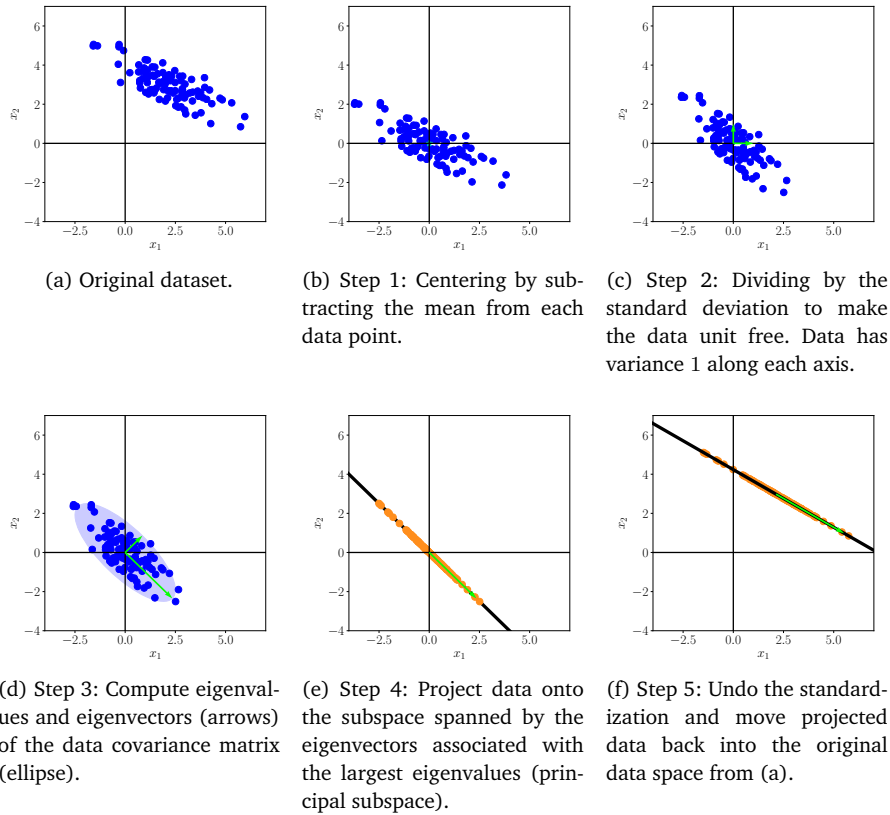 6
4
2
0
−2
−4
x2
−2.5 0.0 2.5 5.0
x1
(a) Original dataset.
6
4
2
0
−2
−4
x2
−2.5 0.0 2.5 5.0
x1
(b) Step 1: Centering by sub-
tracting the mean from each
data point.
6
4
2
0
−2
−4
x2
−2.5 0.0 2.5 5.0
x1
(c) Step 2: Dividing by the
standard deviation to make
the data unit free. Data has
variance 1 along each axis.
6
4
2
0
−2
−4
x2
−2.5 0.0 2.5 5.0
x1
(d) Step 3: Compute eigenval-
ues and eigenvectors (arrows)
of the data covariance matrix
(ellipse).
6
4
2
0
−2
−4
x2
−2.5 0.0 2.5 5.0
x1
(e) Step 4: Project data onto
the subspace spanned by the
eigenvectors associated with
the largest eigenvalues (prin-
cipal subspace).
6
4
2
0
−2
−4
x2
−2.5 0.0 2.5 5.0
x1
(f) Step 5: Undo the standard-
ization and move projected
data back into the original
data space from (a).